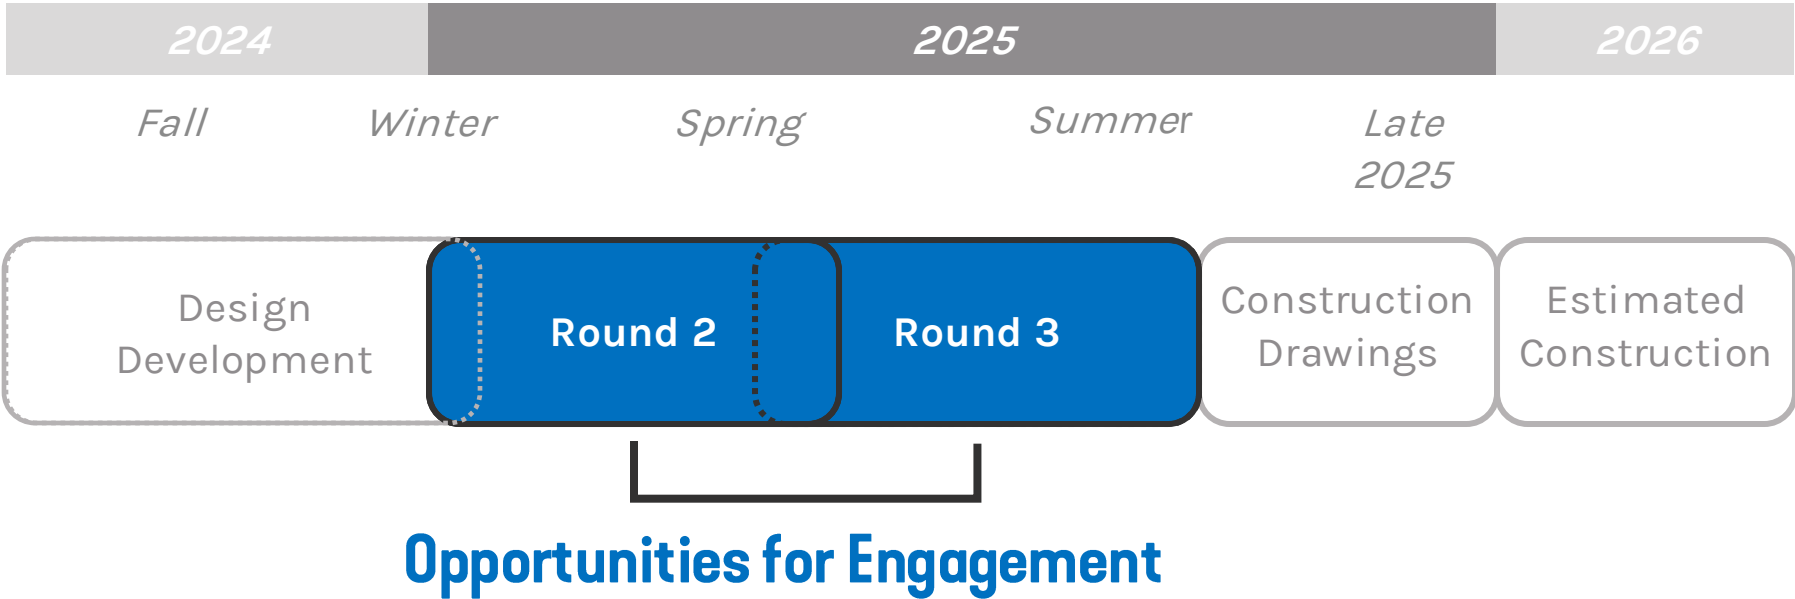 2024
2025
2026
Fall
Winter
Spring
Summer
Late
2025
Design
Development
Round 2
Round 3
Construction
Drawings
Estimated
Construction
Opportunities for Engagement